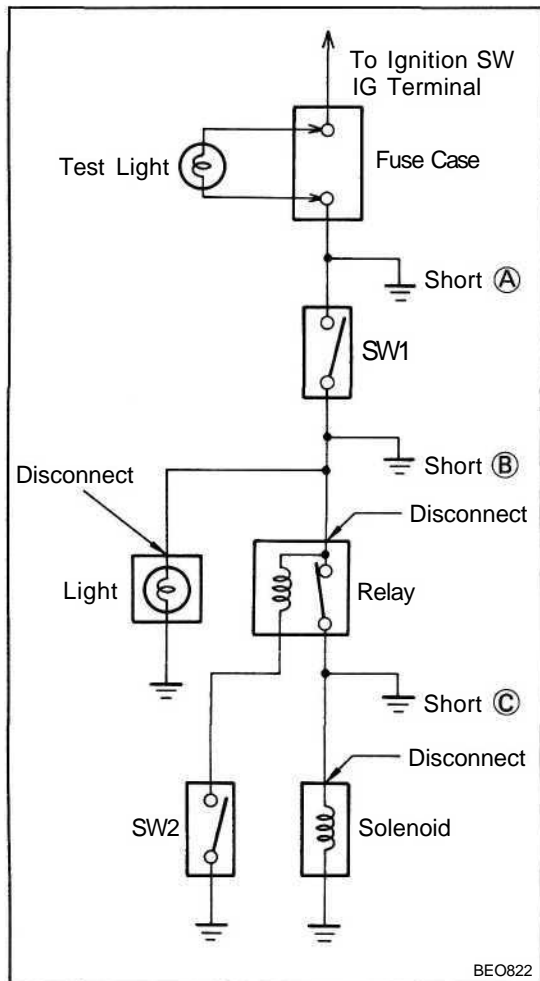 To Ignition SW
IG Terminal
Test Light
Fuse Case
Short Ⓐ
SW1
Short Ⓑ
Disconnect
Disconnect
Light
Relay
Short Ⓒ
Disconnect
SW2
Solenoid
BEO822